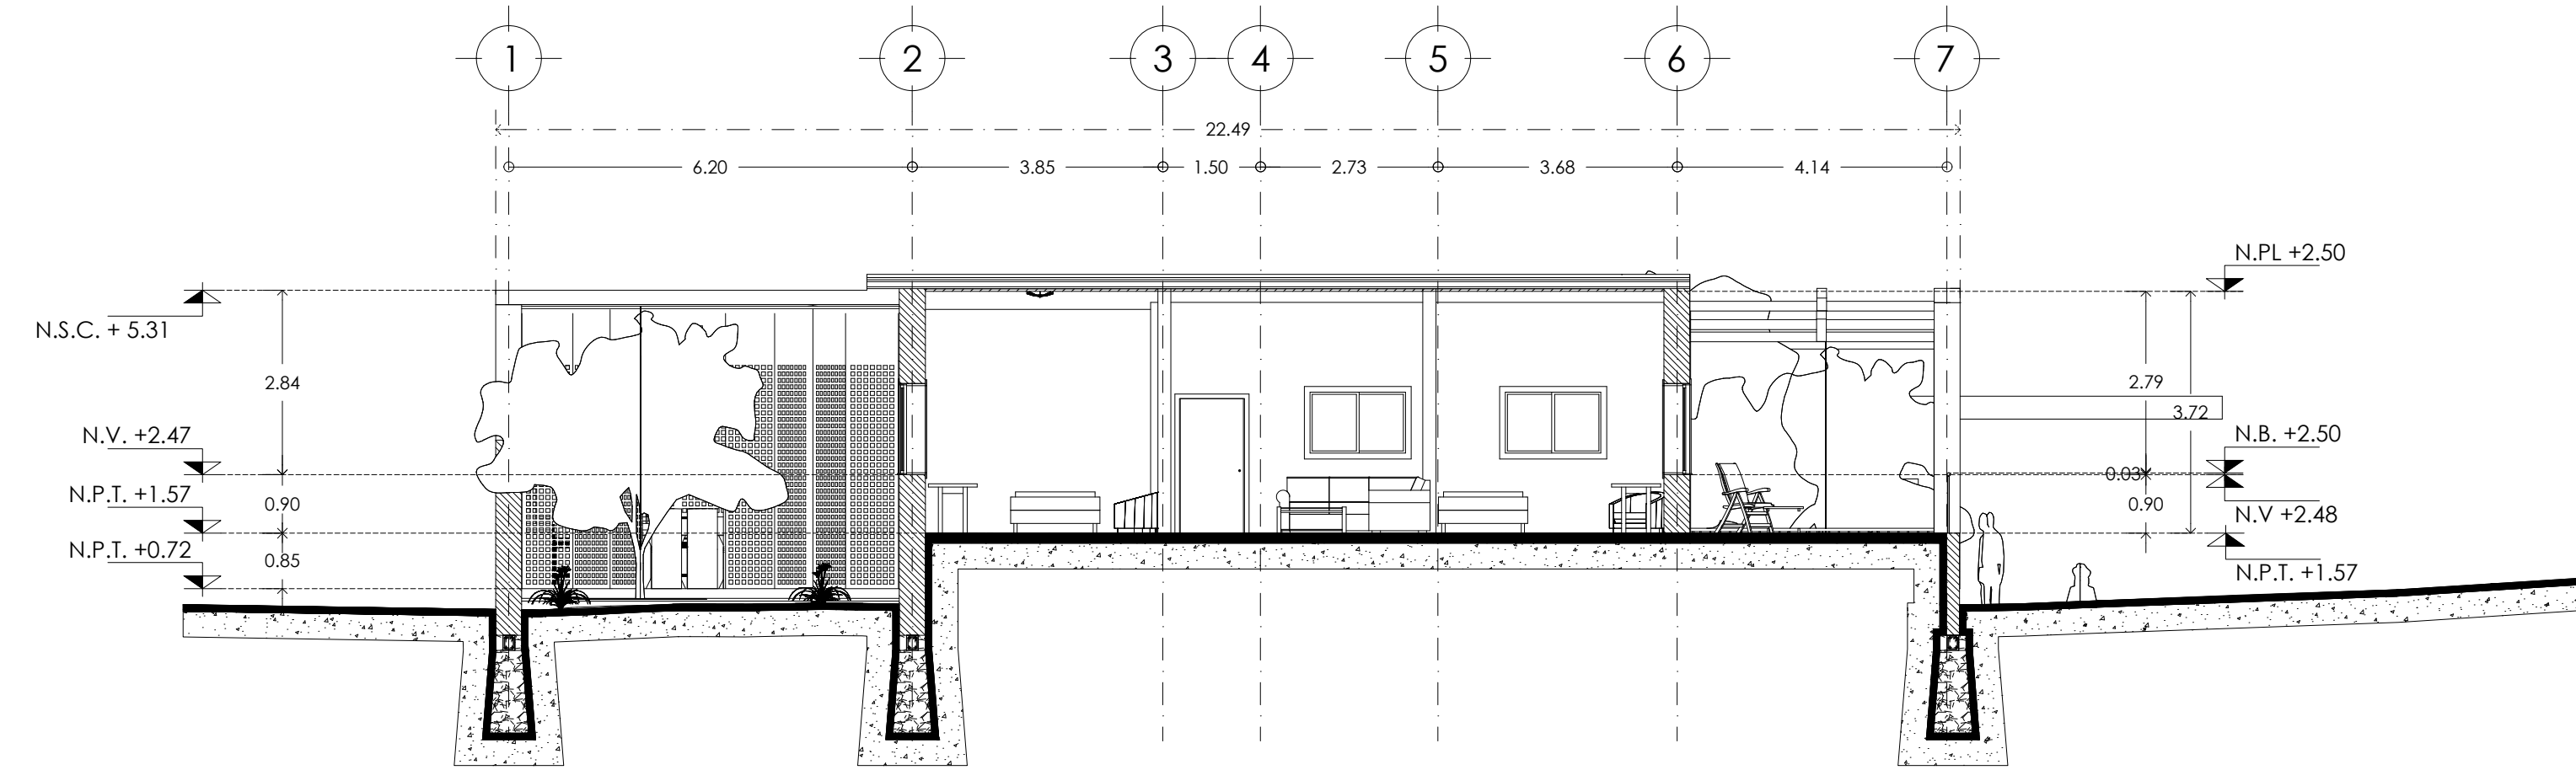 1 2 3 4 5 6 7
22.49
6.20 3.85 1.50 2.73 3.68 4.14
N.PL +2.50
N.S.C. + 5.31
2.84
2.79
3.72
N.V. +2.47
N.B. +2.50
0.03
N.P.T. +1.57
0.90
0.90
N.V +2.48
N.P.T. +0.72
0.85
N.P.T. +1.57